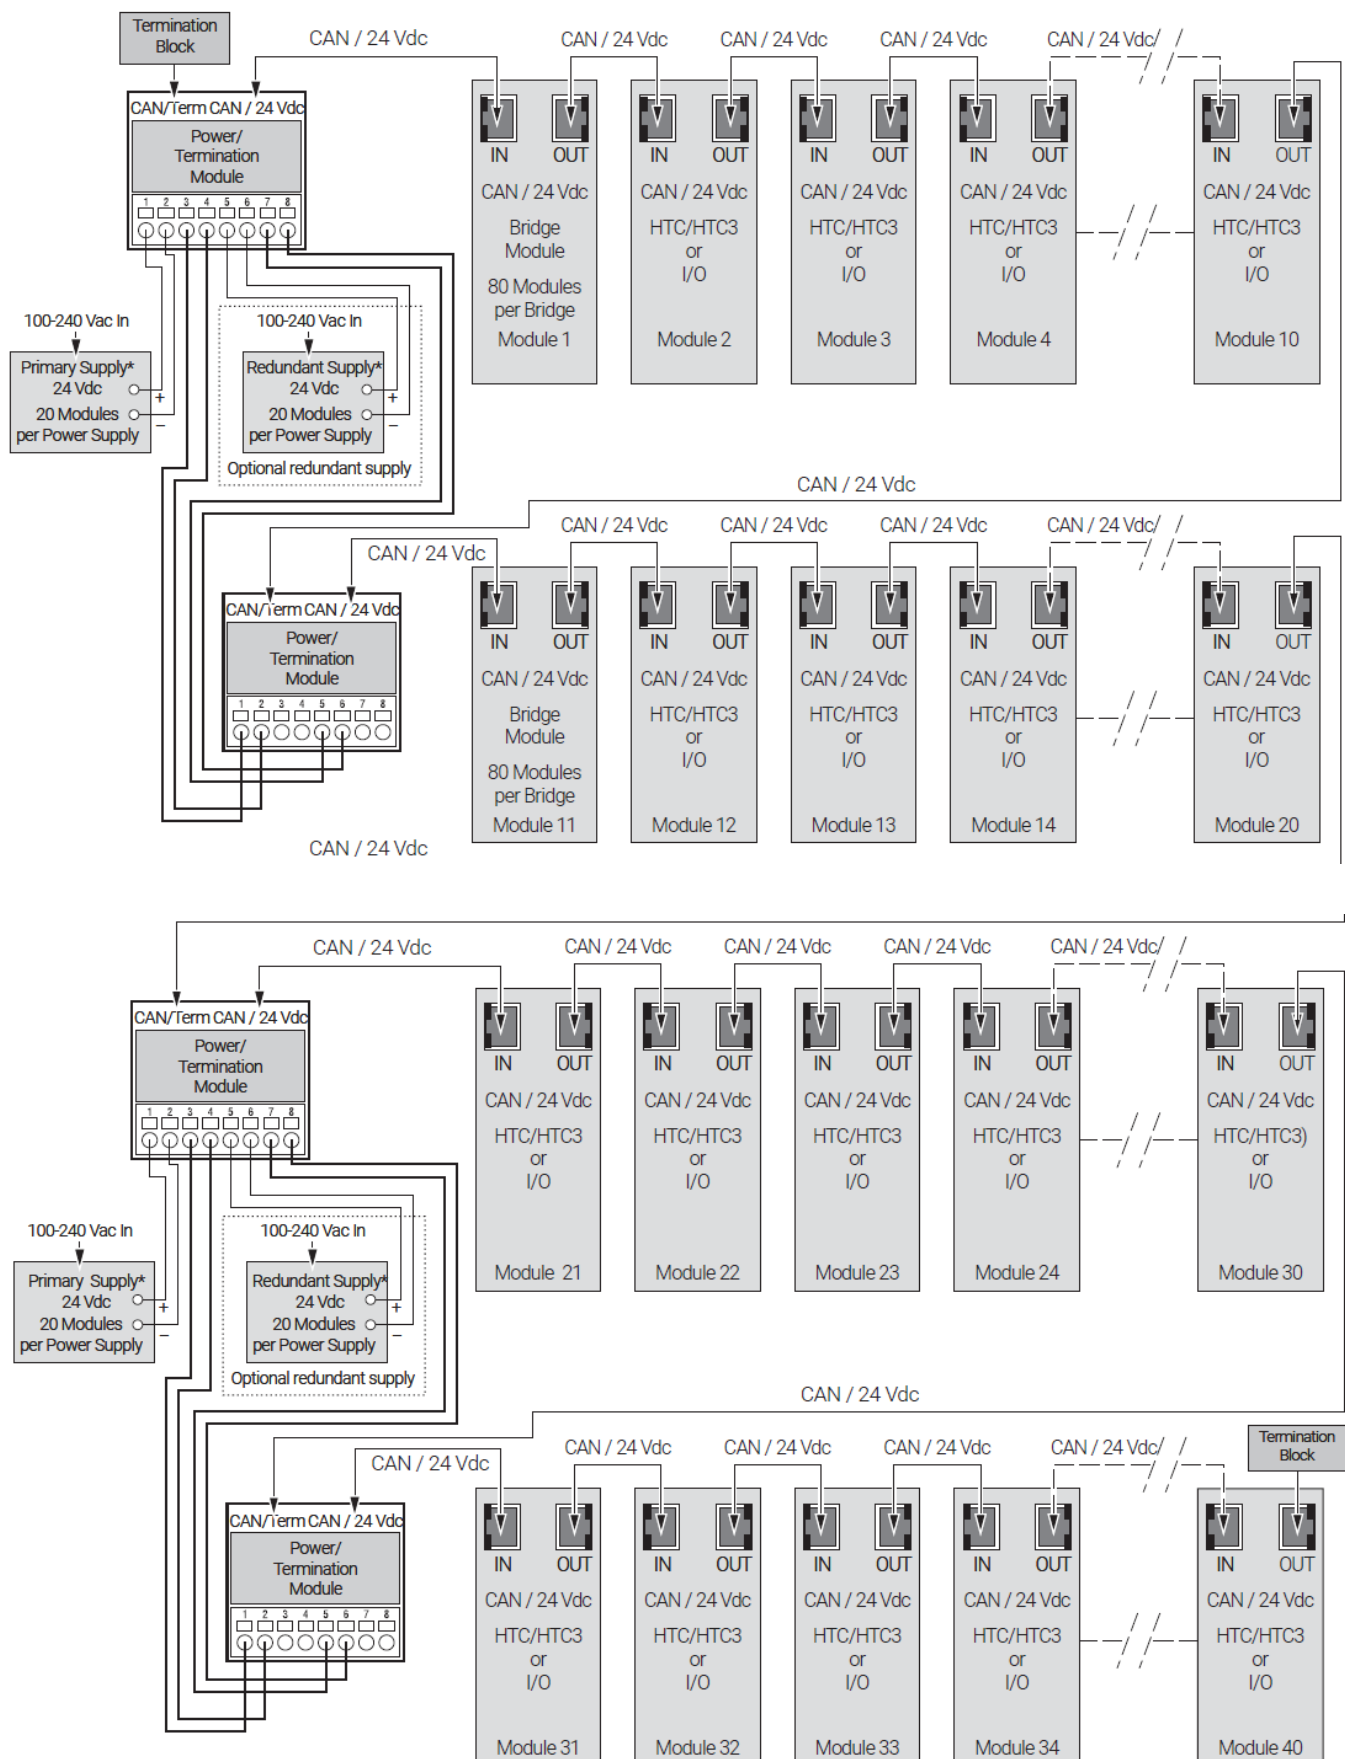 Termination
Block
CAN / 24 Vdc
CAN / 24 Vdc
CAN / 24 Vdc
CAN / 24 Vdc
CAN / 24 Vdc
CAN/Term CAN / 24 Vdc
Power/
Termination
Module
1 2 3 4 5 6 7 8
IN OUT
CAN / 24 Vdc
Bridge
Module
80 Modules
per Bridge
Module 1
IN OUT
CAN / 24 Vdc
HTC/HTC3
or
I/O
Module 2
IN OUT
CAN / 24 Vdc
HTC/HTC3
or
I/O
Module 3
IN OUT
CAN / 24 Vdc
HTC/HTC3
or
I/O
Module 4
IN OUT
CAN / 24 Vdc
HTC/HTC3
or
I/O
Module 10
100-240 Vac In
Primary Supply*
24 Vdc
+
20 Modules
–
per Power Supply
100-240 Vac In
Redundant Supply*
24 Vdc
+
20 Modules
–
per Power Supply
Optional redundant supply
CAN / 24 Vdc
CAN / 24 Vdc
CAN / 24 Vdc
CAN / 24 Vdc
CAN / 24 Vdc
CAN / 24 Vdc
CAN/Term CAN / 24 Vdc
Power/
Termination
Module
1 2 3 4 5 6 7 8
IN OUT
CAN / 24 Vdc
Bridge
Module
80 Modules
per Bridge
Module 11
IN OUT
CAN / 24 Vdc
HTC/HTC3
or
I/O
Module 12
IN OUT
CAN / 24 Vdc
HTC/HTC3
or
I/O
Module 13
IN OUT
CAN / 24 Vdc
HTC/HTC3
or
I/O
Module 14
IN OUT
CAN / 24 Vdc
HTC/HTC3
or
I/O
Module 20
CAN / 24 Vdc
CAN / 24 Vdc
CAN / 24 Vdc
CAN / 24 Vdc
CAN / 24 Vdc
CAN / 24 Vdc
CAN/Term CAN / 24 Vdc
Power/
Termination
Module
1 2 3 4 5 6 7 8
IN OUT
CAN / 24 Vdc
HTC/HTC3
or
I/O
Module 21
IN OUT
CAN / 24 Vdc
HTC/HTC3
or
I/O
Module 22
IN OUT
CAN / 24 Vdc
HTC/HTC3
or
I/O
Module 23
IN OUT
CAN / 24 Vdc
HTC/HTC3
or
I/O
Module 24
IN OUT
CAN / 24 Vdc
HTC/HTC3)
or
I/O
Module 30
100-240 Vac In
Primary Supply*
24 Vdc
+
20 Modules
–
per Power Supply
100-240 Vac In
Redundant Supply*
24 Vdc
+
20 Modules
–
per Power Supply
Optional redundant supply
CAN / 24 Vdc
CAN / 24 Vdc
CAN / 24 Vdc
CAN / 24 Vdc
CAN / 24 Vdc
CAN / 24 Vdc
Termination
Block
CAN/Term CAN / 24 Vdc
Power/
Termination
Module
1 2 3 4 5 6 7 8
IN OUT
CAN / 24 Vdc
HTC/HTC3
or
I/O
Module 31
IN OUT
CAN / 24 Vdc
HTC/HTC3
or
I/O
Module 32
IN OUT
CAN / 24 Vdc
HTC/HTC3
or
I/O
Module 33
IN OUT
CAN / 24 Vdc
HTC/HTC3
or
I/O
Module 34
IN OUT
CAN / 24 Vdc
HTC/HTC3
or
I/O
Module 40